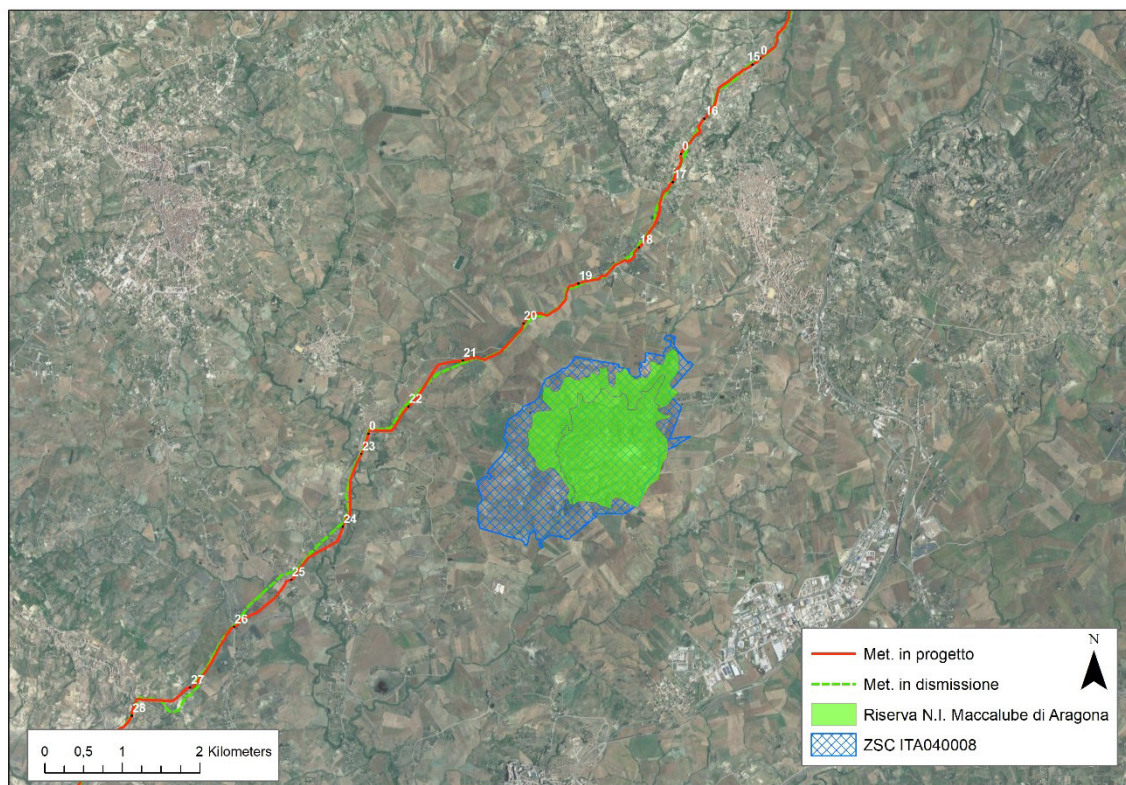 15
0
16
0
17
18
19
20
21
22
0
23
24
25
26
27
28
N
Met. in progetto
Met. in dismissione
Riserva N.I. Maccalube di Aragona
ZSC ITA040008
0 0,5 1 2 Kilometers